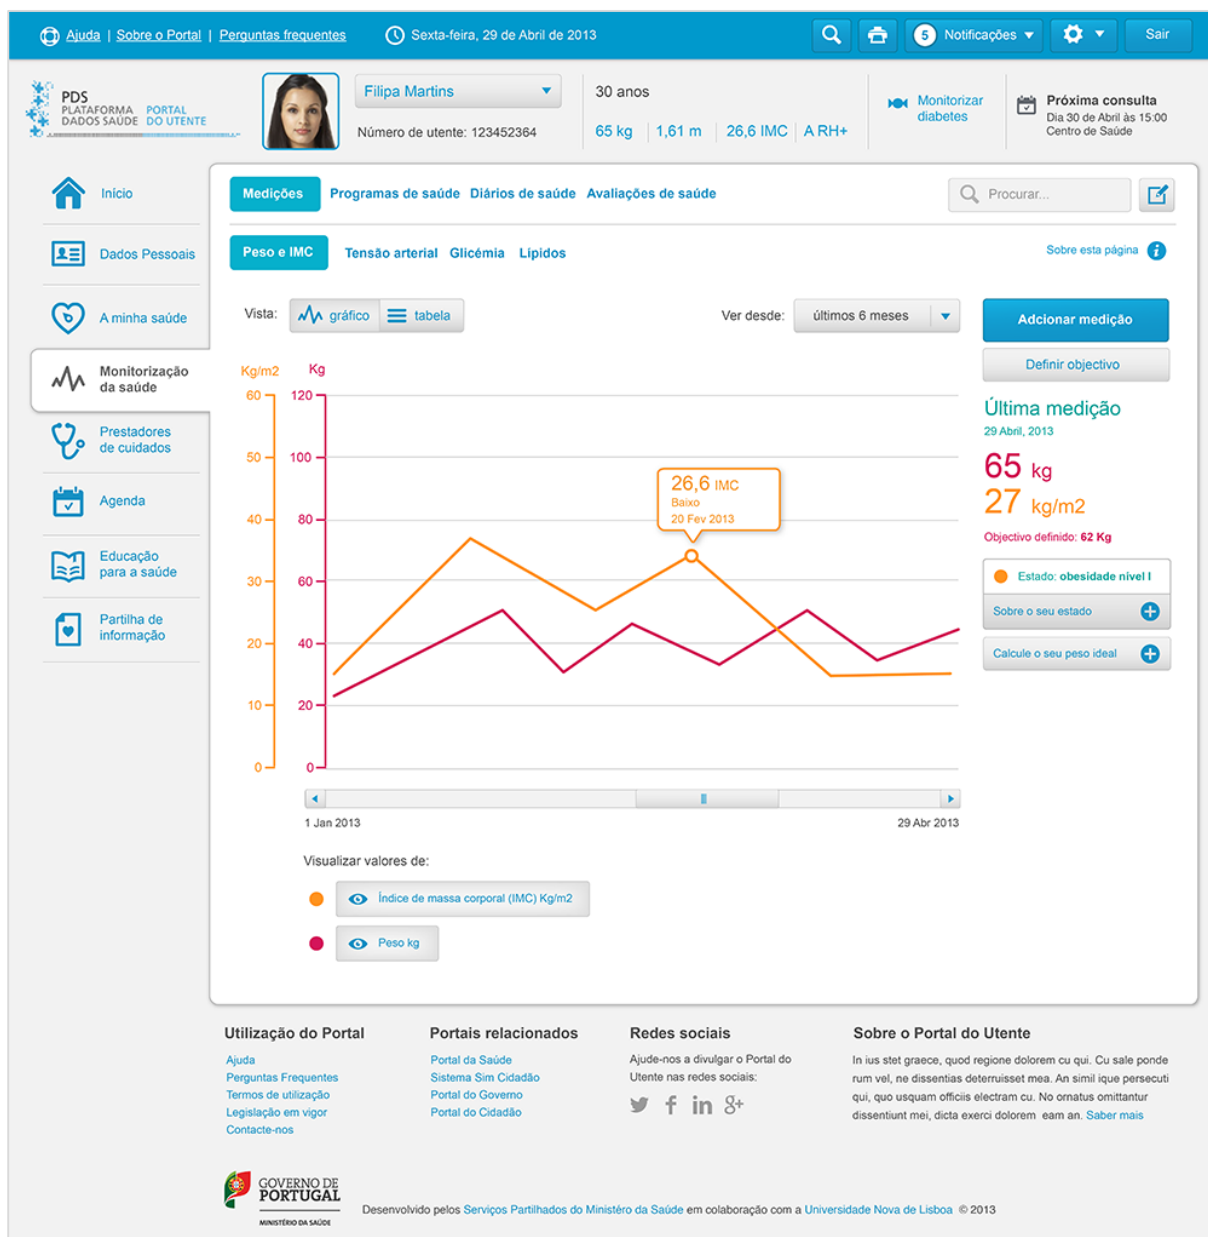 Ajuda | Sobre o Portal | Perguntas frequentes
Sexta-feira, 29 de Abril de 2013
5 Notificações
Sair
PDS
PLATAFORMA
DADOS SAÚDE
PORTAL
DO UTENTE
Filipa Martins
Número de utente: 123452364
30 anos
65 kg | 1,61 m | 26,6 IMC | A RH+
Monitorizar
diabetes
Próxima consulta
Dia 30 de Abril às 15:00
Centro de Saúde
Início
Dados Pessoais
A minha saúde
Monitorização
da saúde
Prestadores
de cuidados
Agenda
Educação
para a saúde
Partilha de
informação
Medições Programas de saúde Diários de saúde Avaliações de saúde
Procurar...
Peso e IMC Tensão arterial Glicémia Lipidos
Sobre esta página
Vista: gráfico tabela
Ver desde: últimos 6 meses
Kg/m2 Kg
60 120
50 100
40 80
30 60
20 40
10 20
0 0
26,6 IMC
Baixo
20 Fev 2013
1 Jan 2013 29 Abr 2013
Visualizar valores de:
Índice de massa corporal (IMC) Kg/m2
Peso kg
Adcionar medição
Definir objectivo
Última medição
29 Abril, 2013
65 kg
27 kg/m2
Objectivo definido: 62 Kg
Estado: obesidade nivel I
Sobre o seu estado
Calcule o seu peso ideal
Utilização do Portal
Ajuda
Perguntas Frequentes
Termos de utilização
Legislação em vigor
Contacte-nos
Portais relacionados
Portal da Saúde
Sistema Sim Cidadão
Portal do Governo
Portal do Cidadão
Redes sociais
Ajude-nos a divulgar o Portal do
Utente nas redes sociais:
Sobre o Portal do Utente
In ius stet graece, quod regione dolorem cu qui. Cu sale ponde
rum vel, ne dissentias deterruisset mea. An simil ique persecuti
qui, quo usquam officiis electram cu. No ornatus omittantur
dissentiunt mei, dicta exerci dolorem eam an. Saber mais
GOVERNO DE
PORTUGAL
MINISTÉRIO DA SAÚDE
Desenvolvido pelos Serviços Partilhados do Ministéro da Saúde em colaboração com a Universidade Nova de Lisboa © 2013